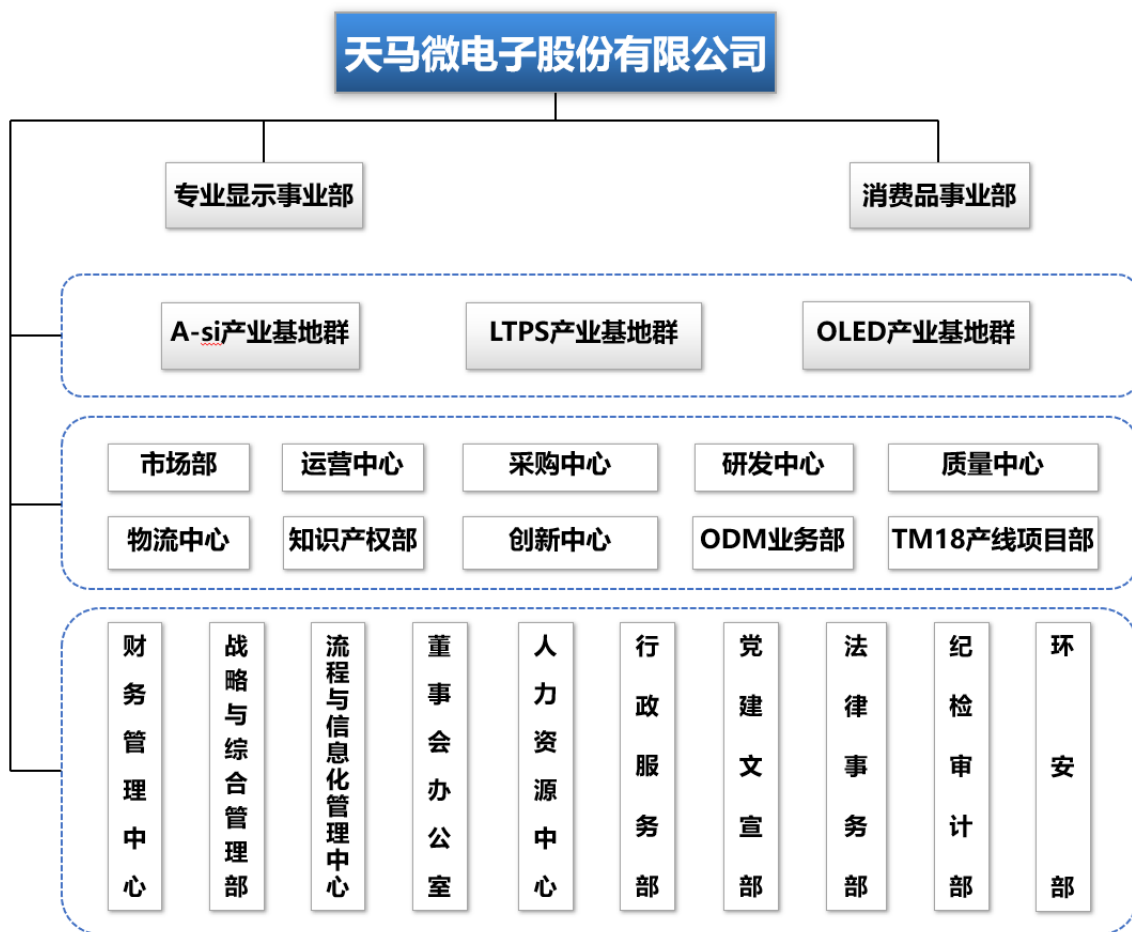 天马微电子股份有限公司
专业显示事业部
消费品事业部
A-si产业基地群
LTPS产业基地群
OLED产业基地群
市场部
运营中心
采购中心
研发中心
质量中心
物流中心
知识产权部
创新中心
ODM业务部
TM18产线项目部
财务管理中心
战略与综合管理部
流程与信息化管理中心
董事会办公室
人力资源中心
行政服务部
党建文宣部
法律事务部
纪检审计部
环安部